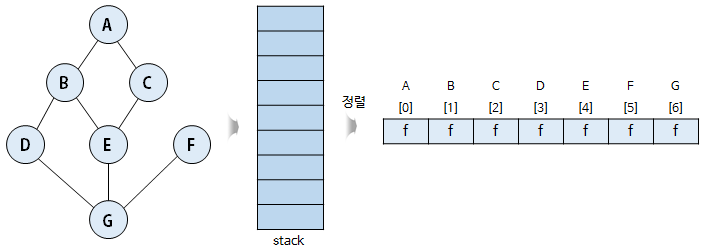 A
B C
D E F
G
stack
정렬
A B C D E F G
[0] [1] [2] [3] [4] [5] [6]
f f f f f f f